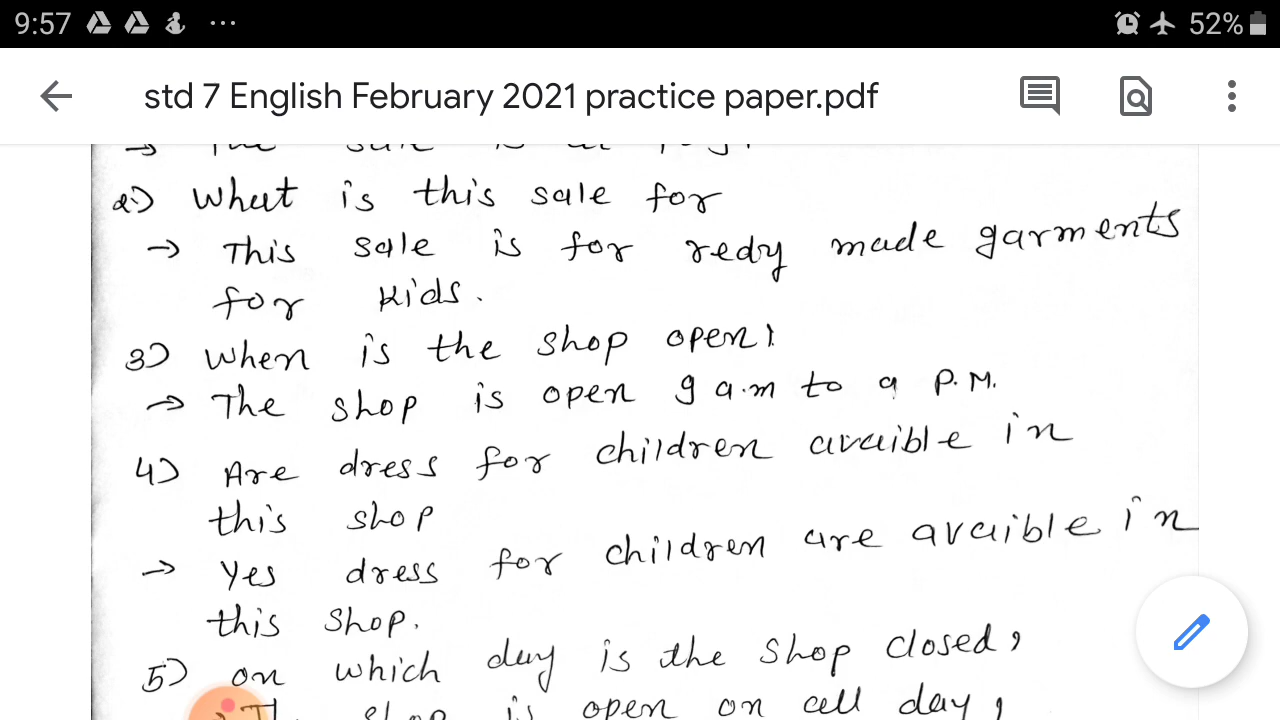 9:57 ... 52%
std 7 English February 2021 practice paper.pdf
2) What is this sale for
→ This sale is for redy made garments
for kids.
3) When is the shop open?
→ The shop is open 9 a.m to 9 P.M.
4) Are dress for children avaible in
this shop
→ Yes dress for children are avaible in
this shop.
5) on which day is the shop closed,
is open on all day,